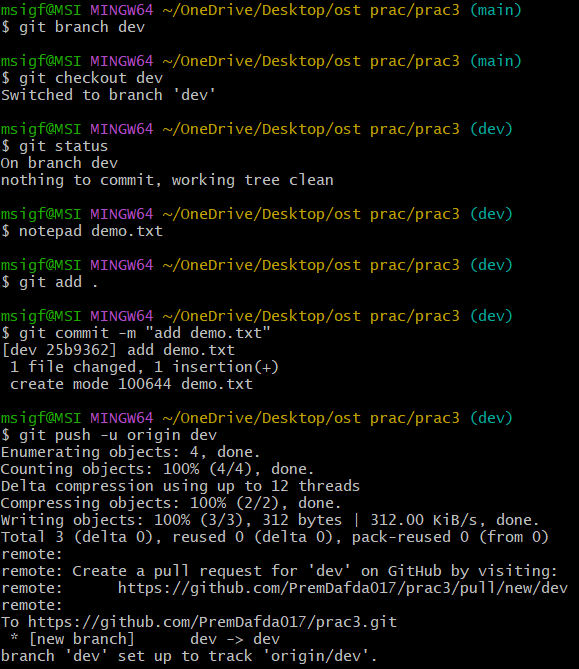 msigf@MSI MINGW64 ~/OneDrive/Desktop/ost prac/prac3 (main)
$ git branch dev
msigf@MSI MINGW64 ~/OneDrive/Desktop/ost prac/prac3 (main)
$ git checkout dev
Switched to branch 'dev'
msigf@MSI MINGW64 ~/OneDrive/Desktop/ost prac/prac3 (dev)
$ git status
On branch dev
nothing to commit, working tree clean
msigf@MSI MINGW64 ~/OneDrive/Desktop/ost prac/prac3 (dev)
$ notepad demo.txt
msigf@MSI MINGW64 ~/OneDrive/Desktop/ost prac/prac3 (dev)
$ git add .
msigf@MSI MINGW64 ~/OneDrive/Desktop/ost prac/prac3 (dev)
$ git commit -m "add demo.txt"
[dev 25b9362] add demo.txt
 1 file changed, 1 insertion(+)
 create mode 100644 demo.txt
msigf@MSI MINGW64 ~/OneDrive/Desktop/ost prac/prac3 (dev)
$ git push -u origin dev
Enumerating objects: 4, done.
Counting objects: 100% (4/4), done.
Delta compression using up to 12 threads
Compressing objects: 100% (2/2), done.
Writing objects: 100% (3/3), 312 bytes | 312.00 KiB/s, done.
Total 3 (delta 0), reused 0 (delta 0), pack-reused 0 (from 0)
remote:
remote: Create a pull request for 'dev' on GitHub by visiting:
remote:      https://github.com/PremDafda017/prac3/pull/new/dev
remote:
To https://github.com/PremDafda017/prac3.git
 * [new branch]      dev -> dev
branch 'dev' set up to track 'origin/dev'.